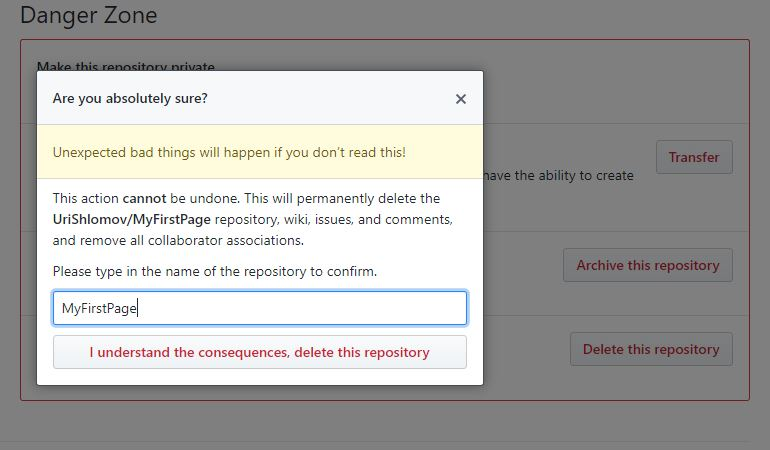 Danger Zone
Make this repository private
Are you absolutely sure?
Unexpected bad things will happen if you don't read this!
Transfer
have the ability to create
This action cannot be undone. This will permanently delete the
UriShlomov/MyFirstPage repository, wiki, issues, and comments,
and remove all collaborator associations.
Archive this repository
Please type in the name of the repository to confirm.
MyFirstPage
I understand the consequences, delete this repository
Delete this repository